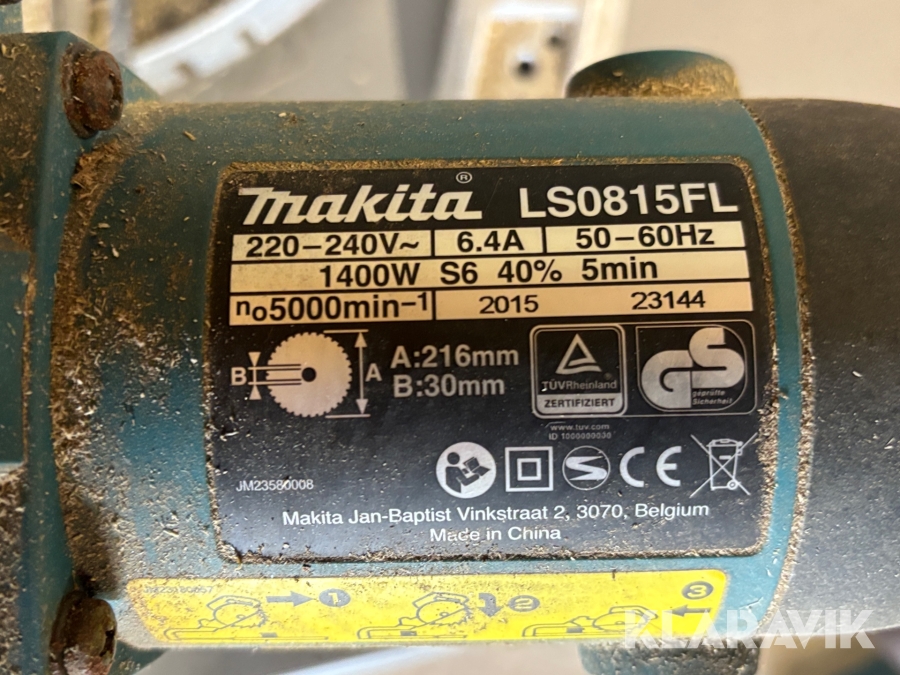 makita® LS0815FL
220-240V~ 6.4A 50-60Hz
1400W S6 40% 5min
n₀5000min-1 2015 23144
A:216mm
B A
B:30mm
TÜVRheinland
ZERTIFIZIERT
GS
geprüfte
Sicherheit
www.tuv.com
ID 1000000030
CE
JM23580008
Makita Jan-Baptist Vinkstraat 2, 3070, Belgium
Made in China
1 2 3
KLARAVIK